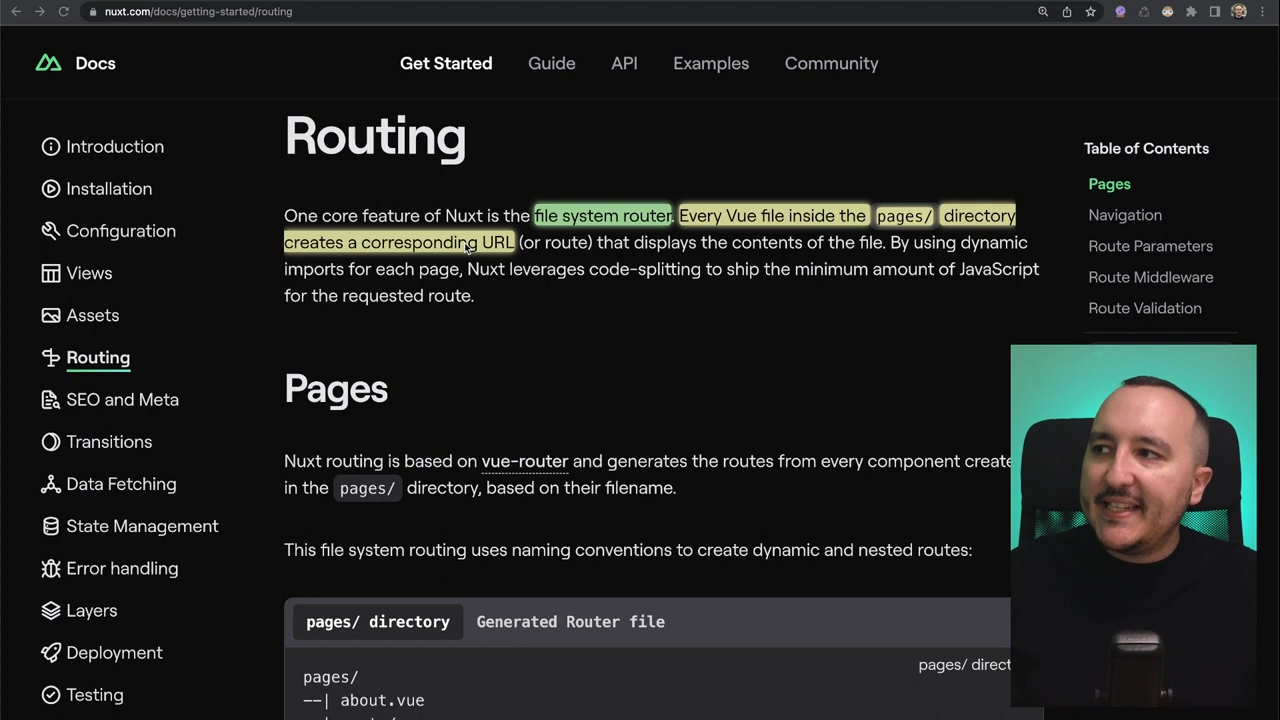 nuxt.com/docs/getting-started/routing
Docs
Get Started
Guide
API
Examples
Community
Introduction
Installation
Configuration
Views
Assets
Routing
SEO and Meta
Transitions
Data Fetching
State Management
Error handling
Layers
Deployment
Testing
Routing
One core feature of Nuxt is the file system router. Every Vue file inside the pages/ directory
creates a corresponding URL (or route) that displays the contents of the file. By using dynamic
imports for each page, Nuxt leverages code-splitting to ship the minimum amount of JavaScript
for the requested route.
Pages
Nuxt routing is based on vue-router and generates the routes from every component create
in the pages/ directory, based on their filename.
This file system routing uses naming conventions to create dynamic and nested routes:
pages/ directory
Generated Router file
pages/ direct
pages/
--| about.vue
Table of Contents
Pages
Navigation
Route Parameters
Route Middleware
Route Validation